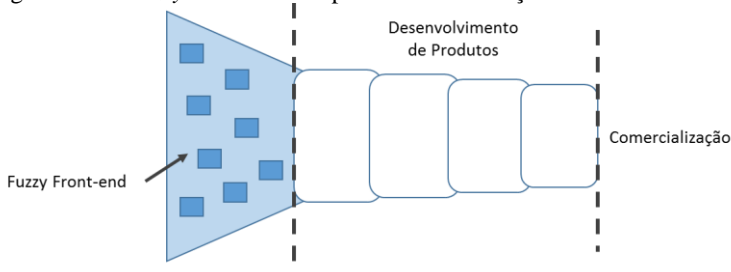 Desenvolvimento
de Produtos
Comercialização
Fuzzy Front-end